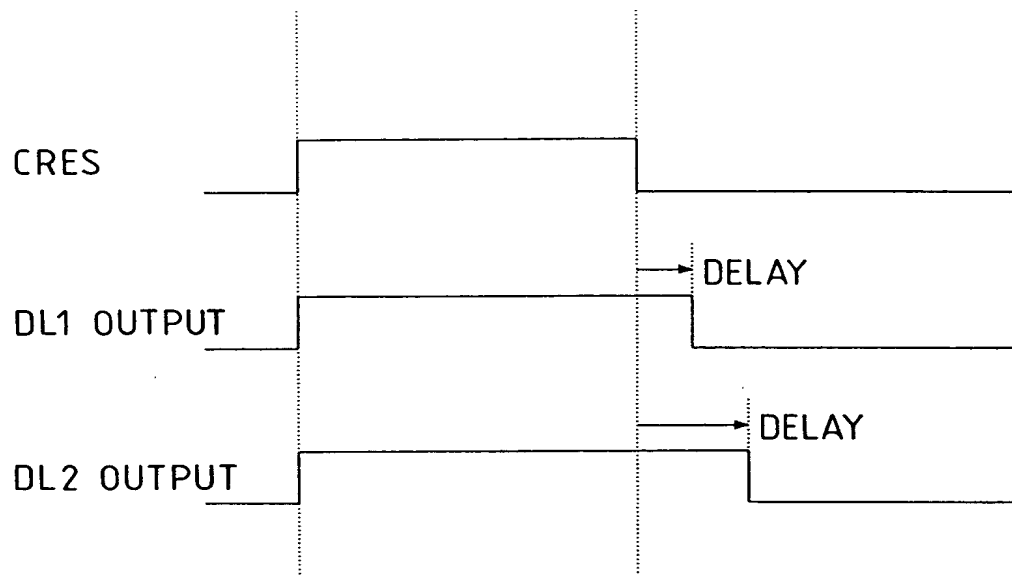 CRES
DELAY
DL1 OUTPUT
DELAY
DL2 OUTPUT